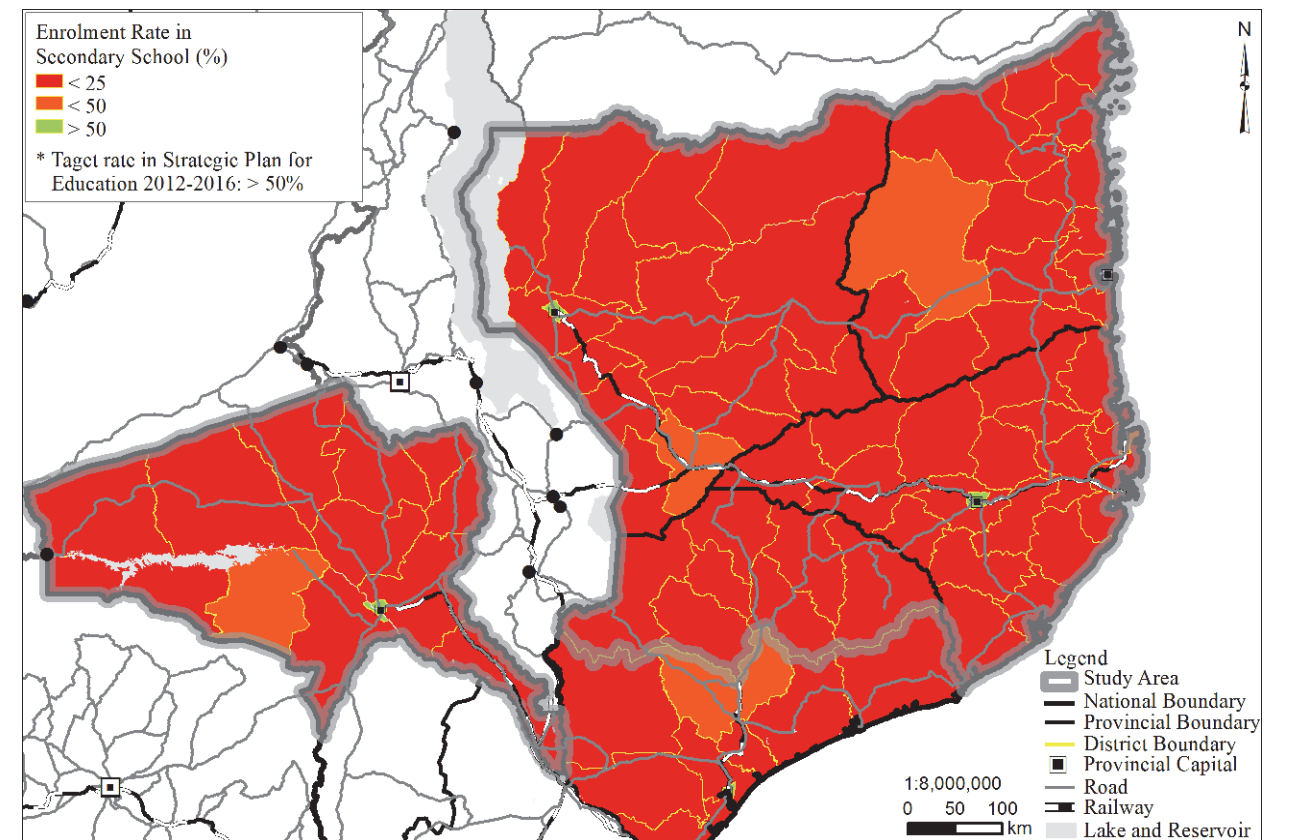 Enrolment Rate in
Secondary School (%)
< 25
< 50
> 50
* Taget rate in Strategic Plan for
Education 2012-2016: > 50%
N
Legend
Study Area
National Boundary
Provincial Boundary
District Boundary
Provincial Capital
Road
Railway
Lake and Reservoir
1:8,000,000
0 50 100
km